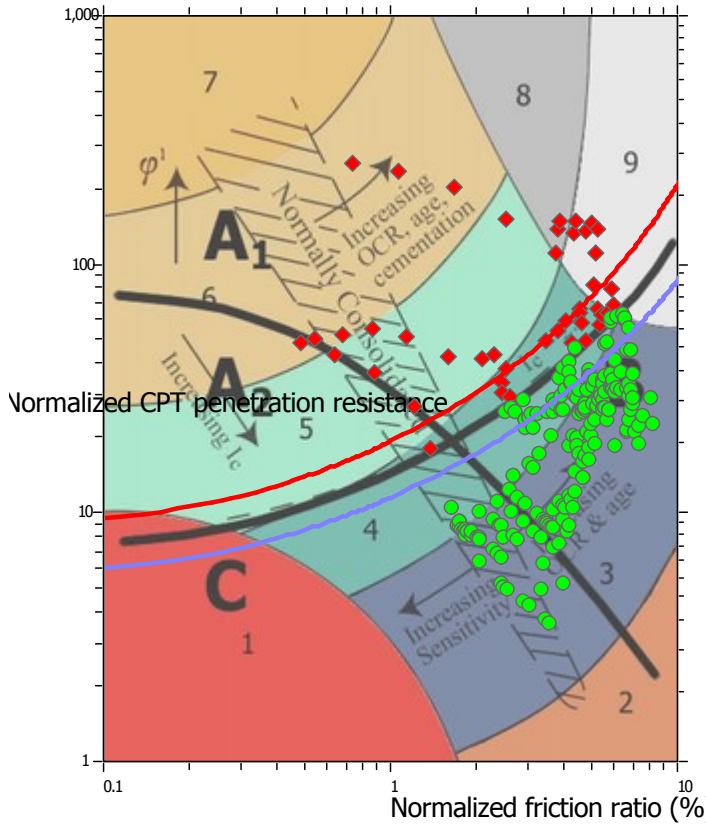 1,000
7
8
9
φ¹
A1
Normally Consolidated
Increasing
OCR, age,
cementation
100
6
A2
Increasing Ic
Ic
Normalized CPT penetration resistance
5
10
4
Increasing
OCR & age
3
C
Increasing
Sensitivity
1
2
1
0.1
1
10
Normalized friction ratio (%